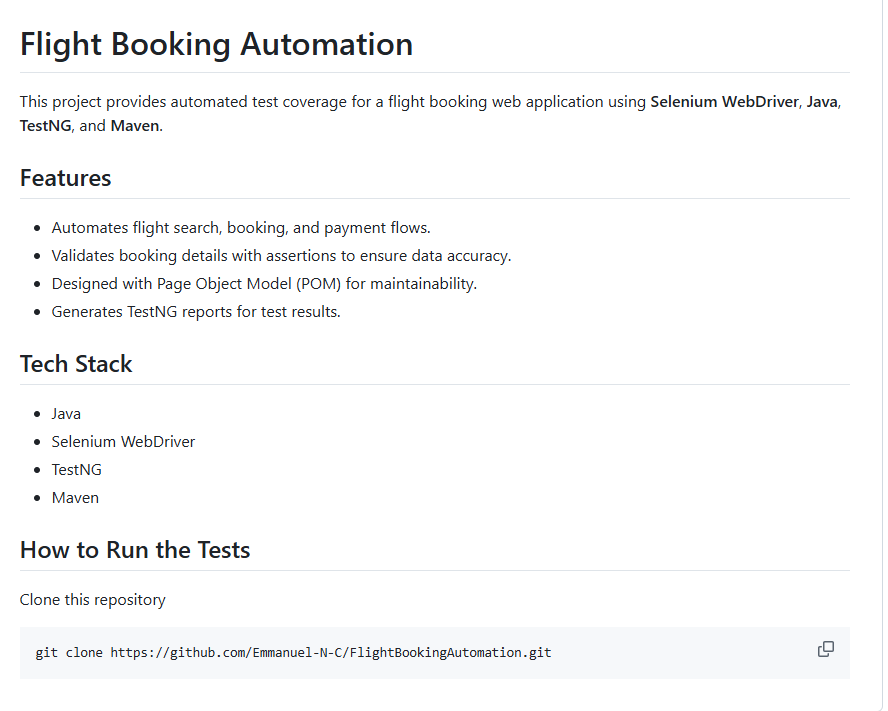 Flight Booking Automation
This project provides automated test coverage for a flight booking web application using Selenium WebDriver, Java,
TestNG, and Maven.
Features
Automates flight search, booking, and payment flows.
Validates booking details with assertions to ensure data accuracy.
Designed with Page Object Model (POM) for maintainability.
Generates TestNG reports for test results.
Tech Stack
Java
Selenium WebDriver
TestNG
Maven
How to Run the Tests
Clone this repository
git clone https://github.com/Emmanuel-N-C/FlightBookingAutomation.git